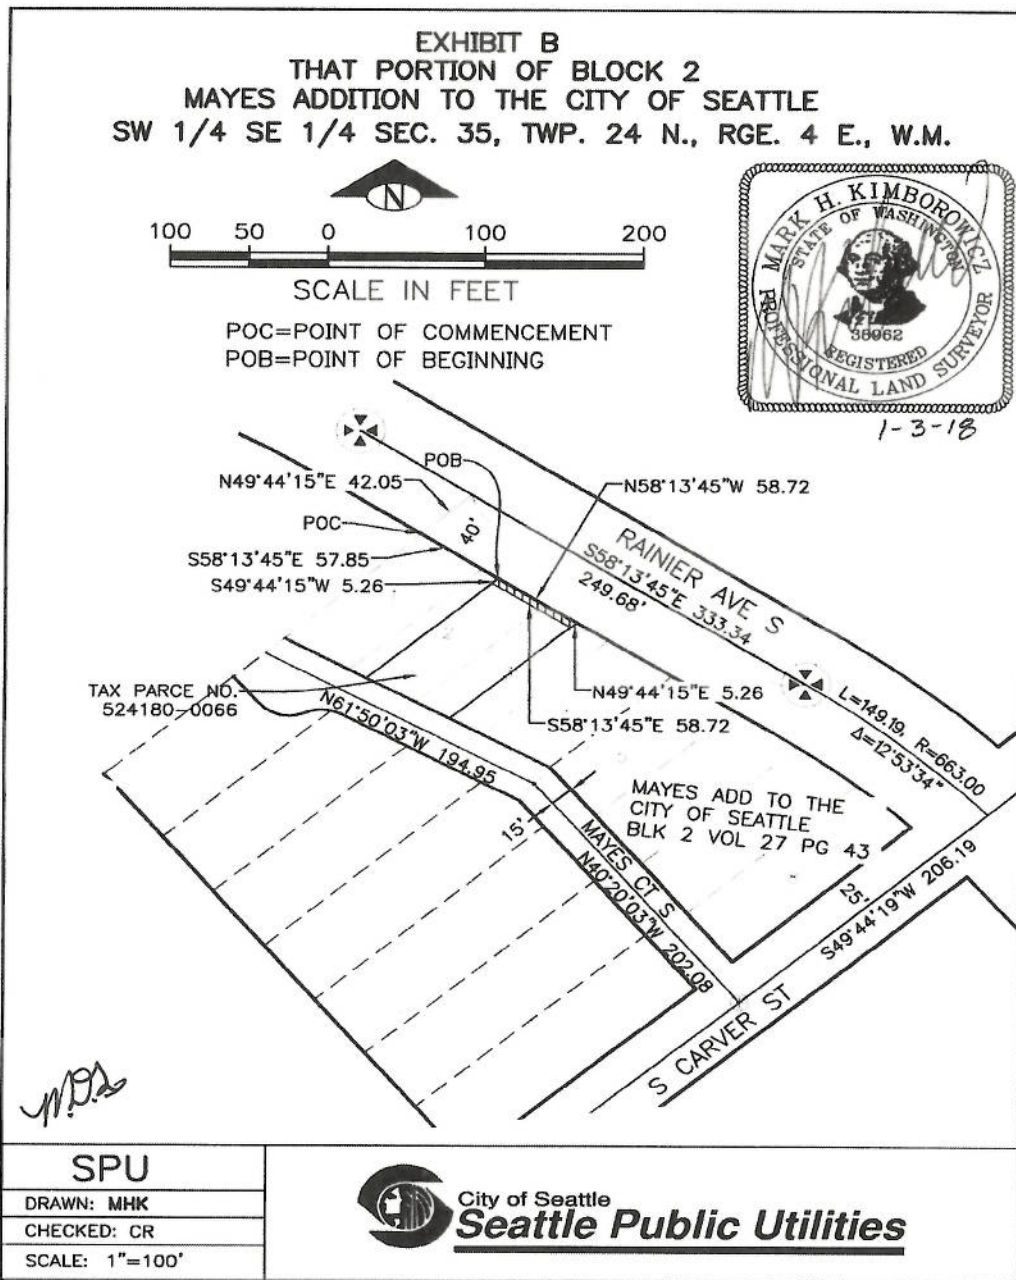 EXHIBIT B
THAT PORTION OF BLOCK 2
MAYES ADDITION TO THE CITY OF SEATTLE
SW 1/4 SE 1/4 SEC. 35, TWP. 24 N., RGE. 4 E., W.M.
N
100 50 0 100 200
SCALE IN FEET
POC=POINT OF COMMENCEMENT
POB=POINT OF BEGINNING
MARK H. KIMBOROWICZ
STATE OF WASHINGTON
38962
REGISTERED
PROFESSIONAL LAND SURVEYOR
1-3-18
POB
N49°44'15"E 42.05
N58°13'45"W 58.72
POC
40'
S58°13'45"E 57.85
S49°44'15"W 5.26
RAINIER AVE S
S58°13'45"E 333.34
249.68'
TAX PARCE NO.
524180-0066
N49°44'15"E 5.26
S58°13'45"E 58.72
L=149.19, R=663.00
Δ=12°53'34"
N61°50'03"W 194.95
MAYES ADD TO THE
CITY OF SEATTLE
BLK 2 VOL 27 PG 43
15'
MAYES CT S
N40°20'03"W 202.08
25'
S49°44'19"W 206.19
S CARVER ST
SPU
DRAWN: MHK
CHECKED: CR
SCALE: 1"=100'
City of Seattle
Seattle Public Utilities